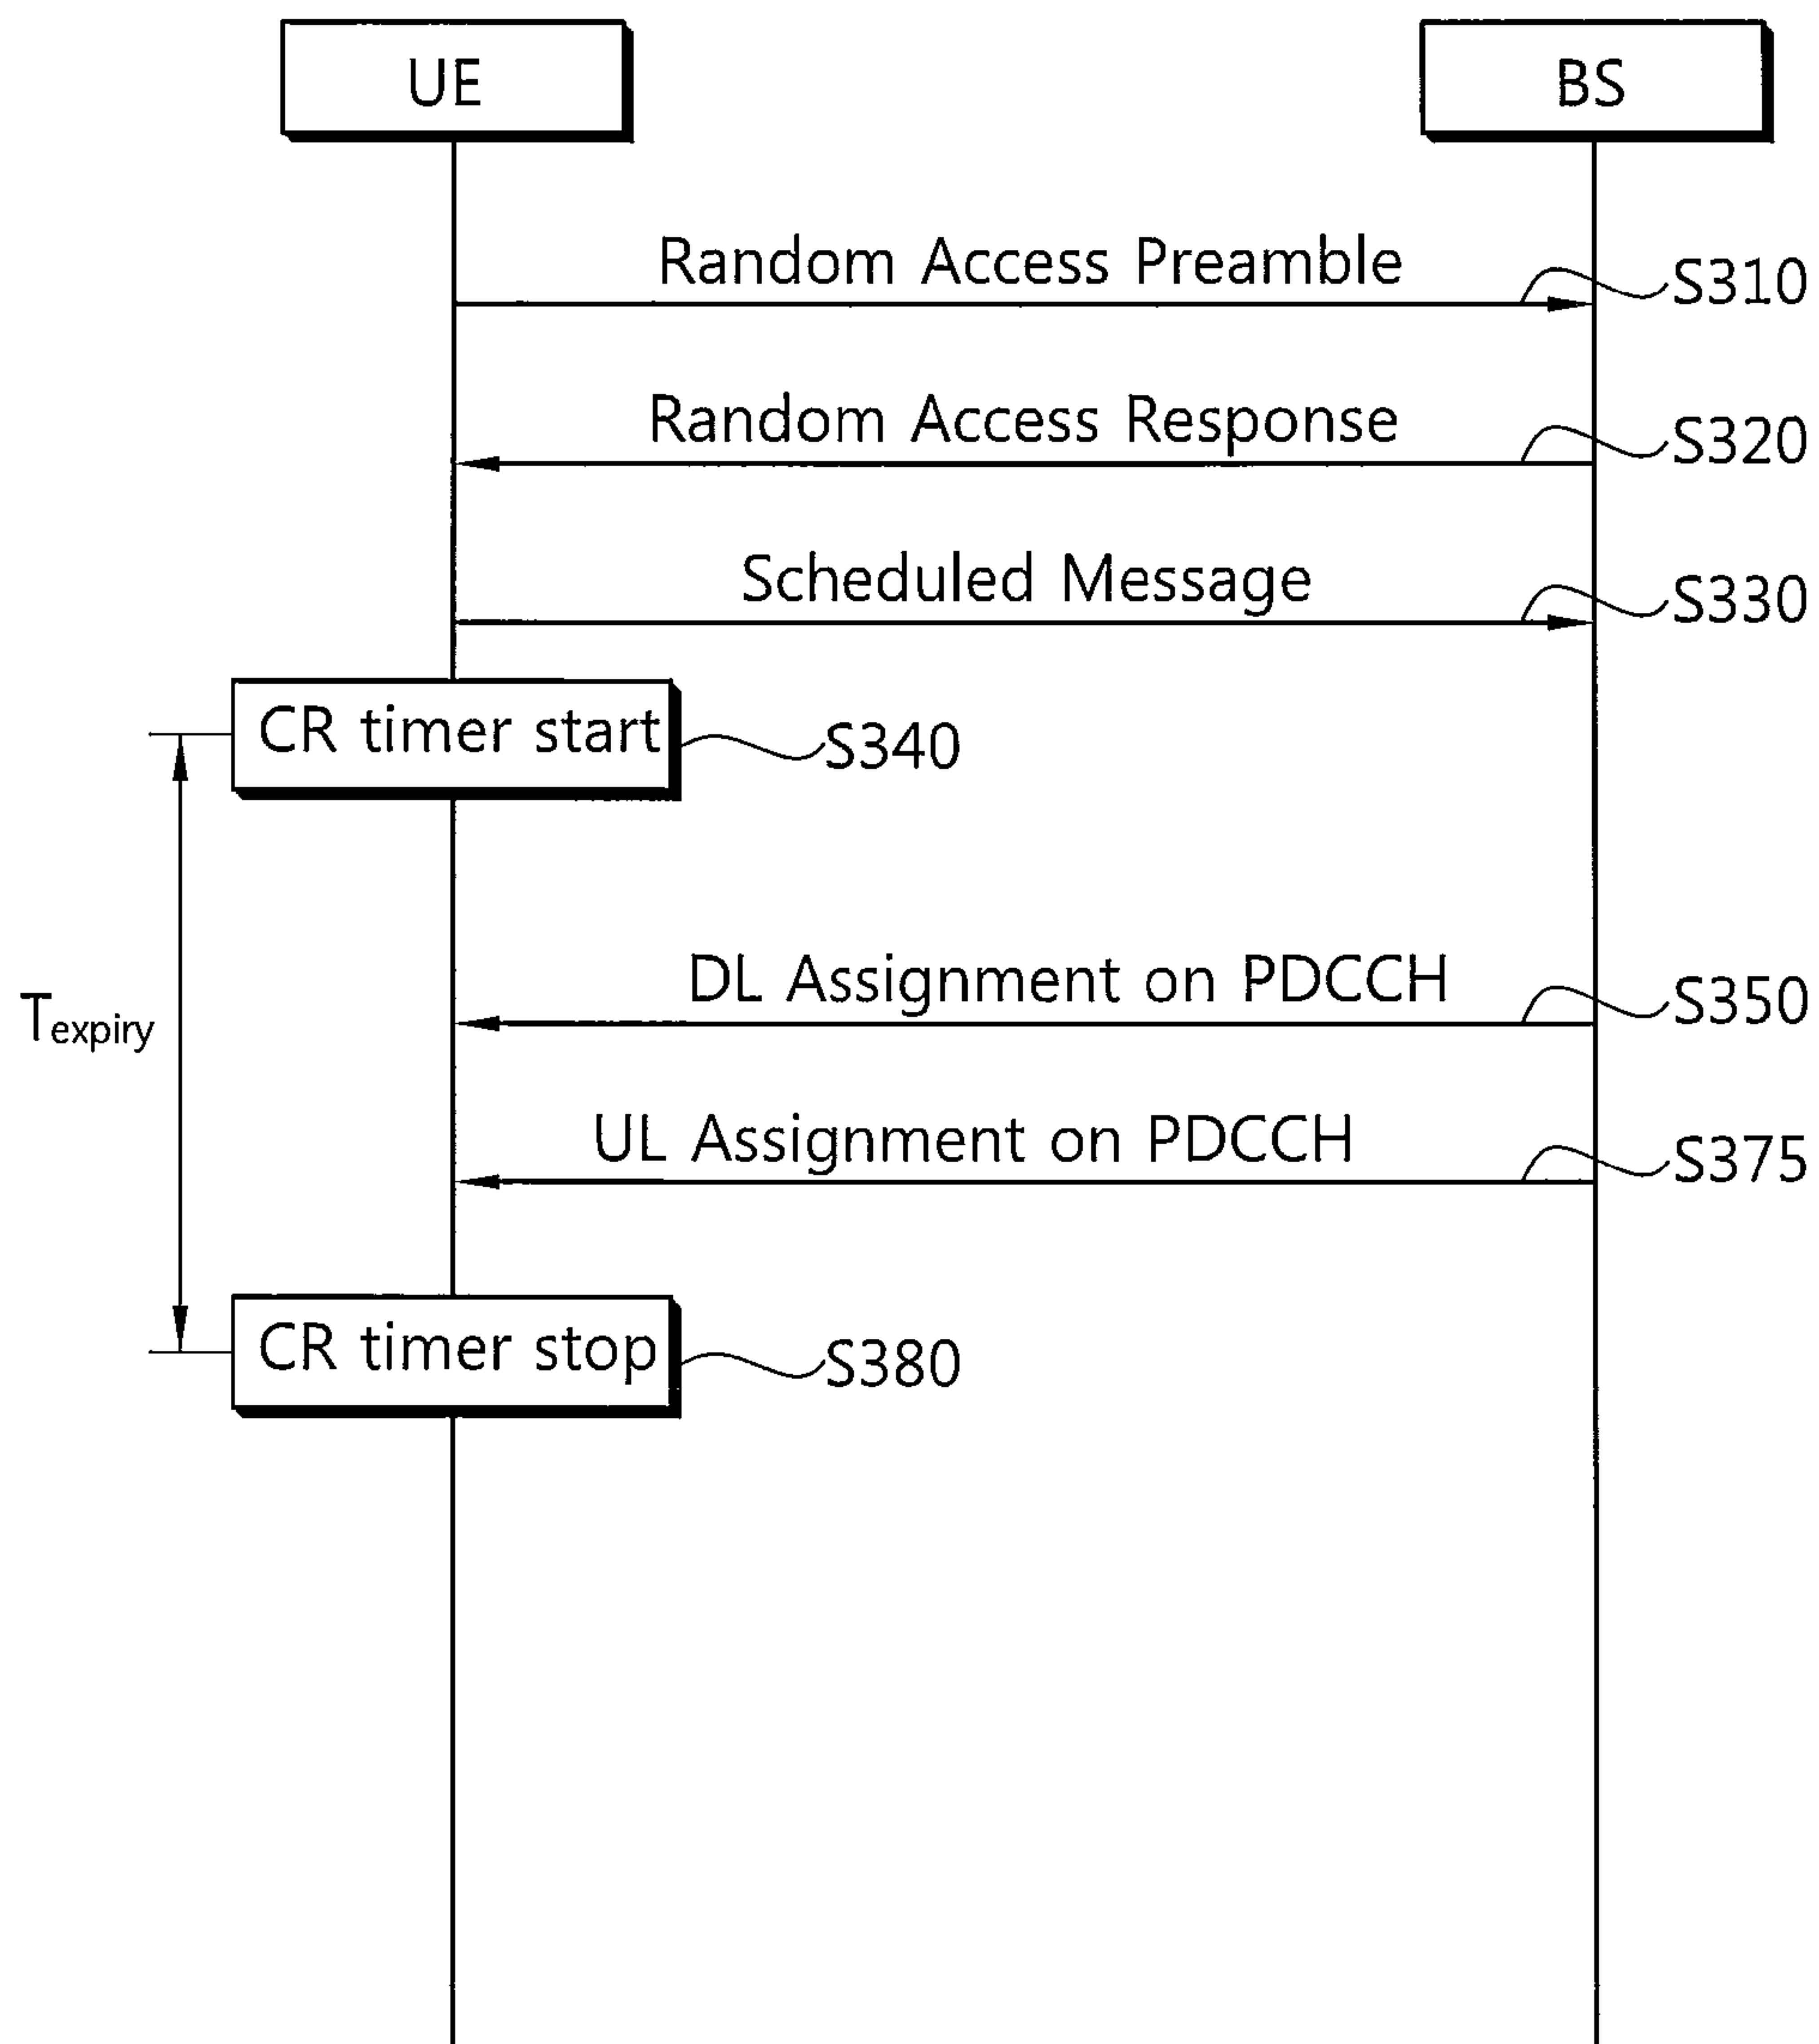 UE
BS
Random Access Preamble
S310
Random Access Response
S320
Scheduled Message
S330
CR timer start
S340
DL Assignment on PDCCH
S350
Texpiry
UL Assignment on PDCCH
S375
CR timer stop
S380